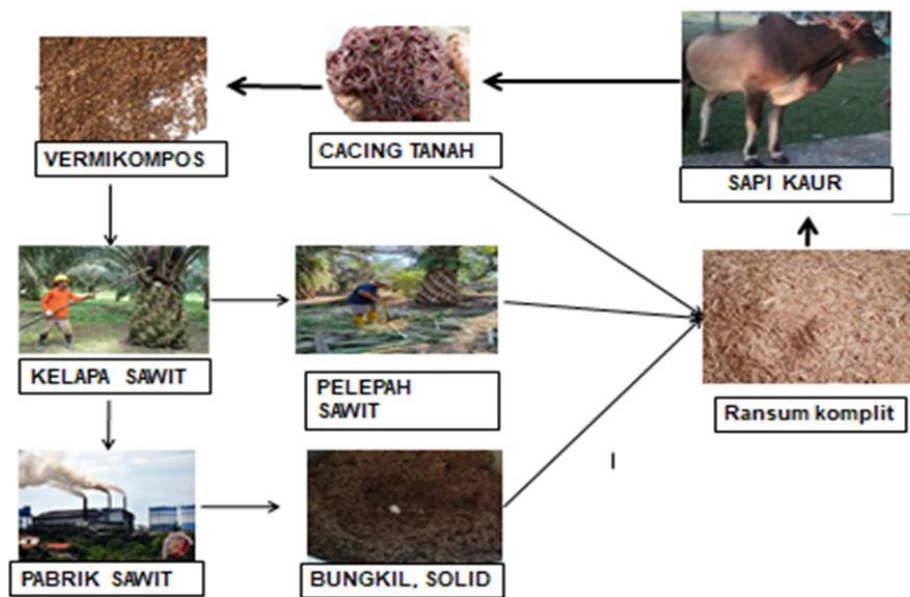 VERMIKOMPOS
CACING TANAH
SAPI KAUR
KELAPA SAWIT
PELEPAH
SAWIT
Ransum komplit
PABRIK SAWIT
BUNGKIL, SOLID